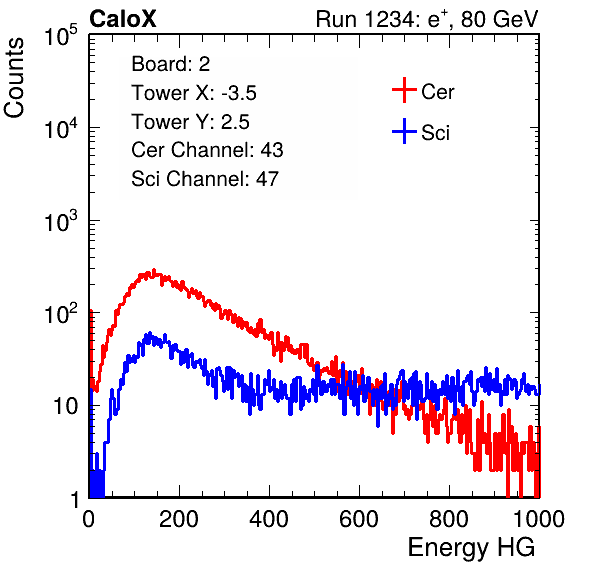 CaloX Run 1234: e⁺, 80 GeV
Counts
10⁵
10⁴
10³
10²
10
1
Board: 2
Tower X: -3.5
Tower Y: 2.5
Cer Channel: 43
Sci Channel: 47
Cer
Sci
0 200 400 600 800 1000
Energy HG